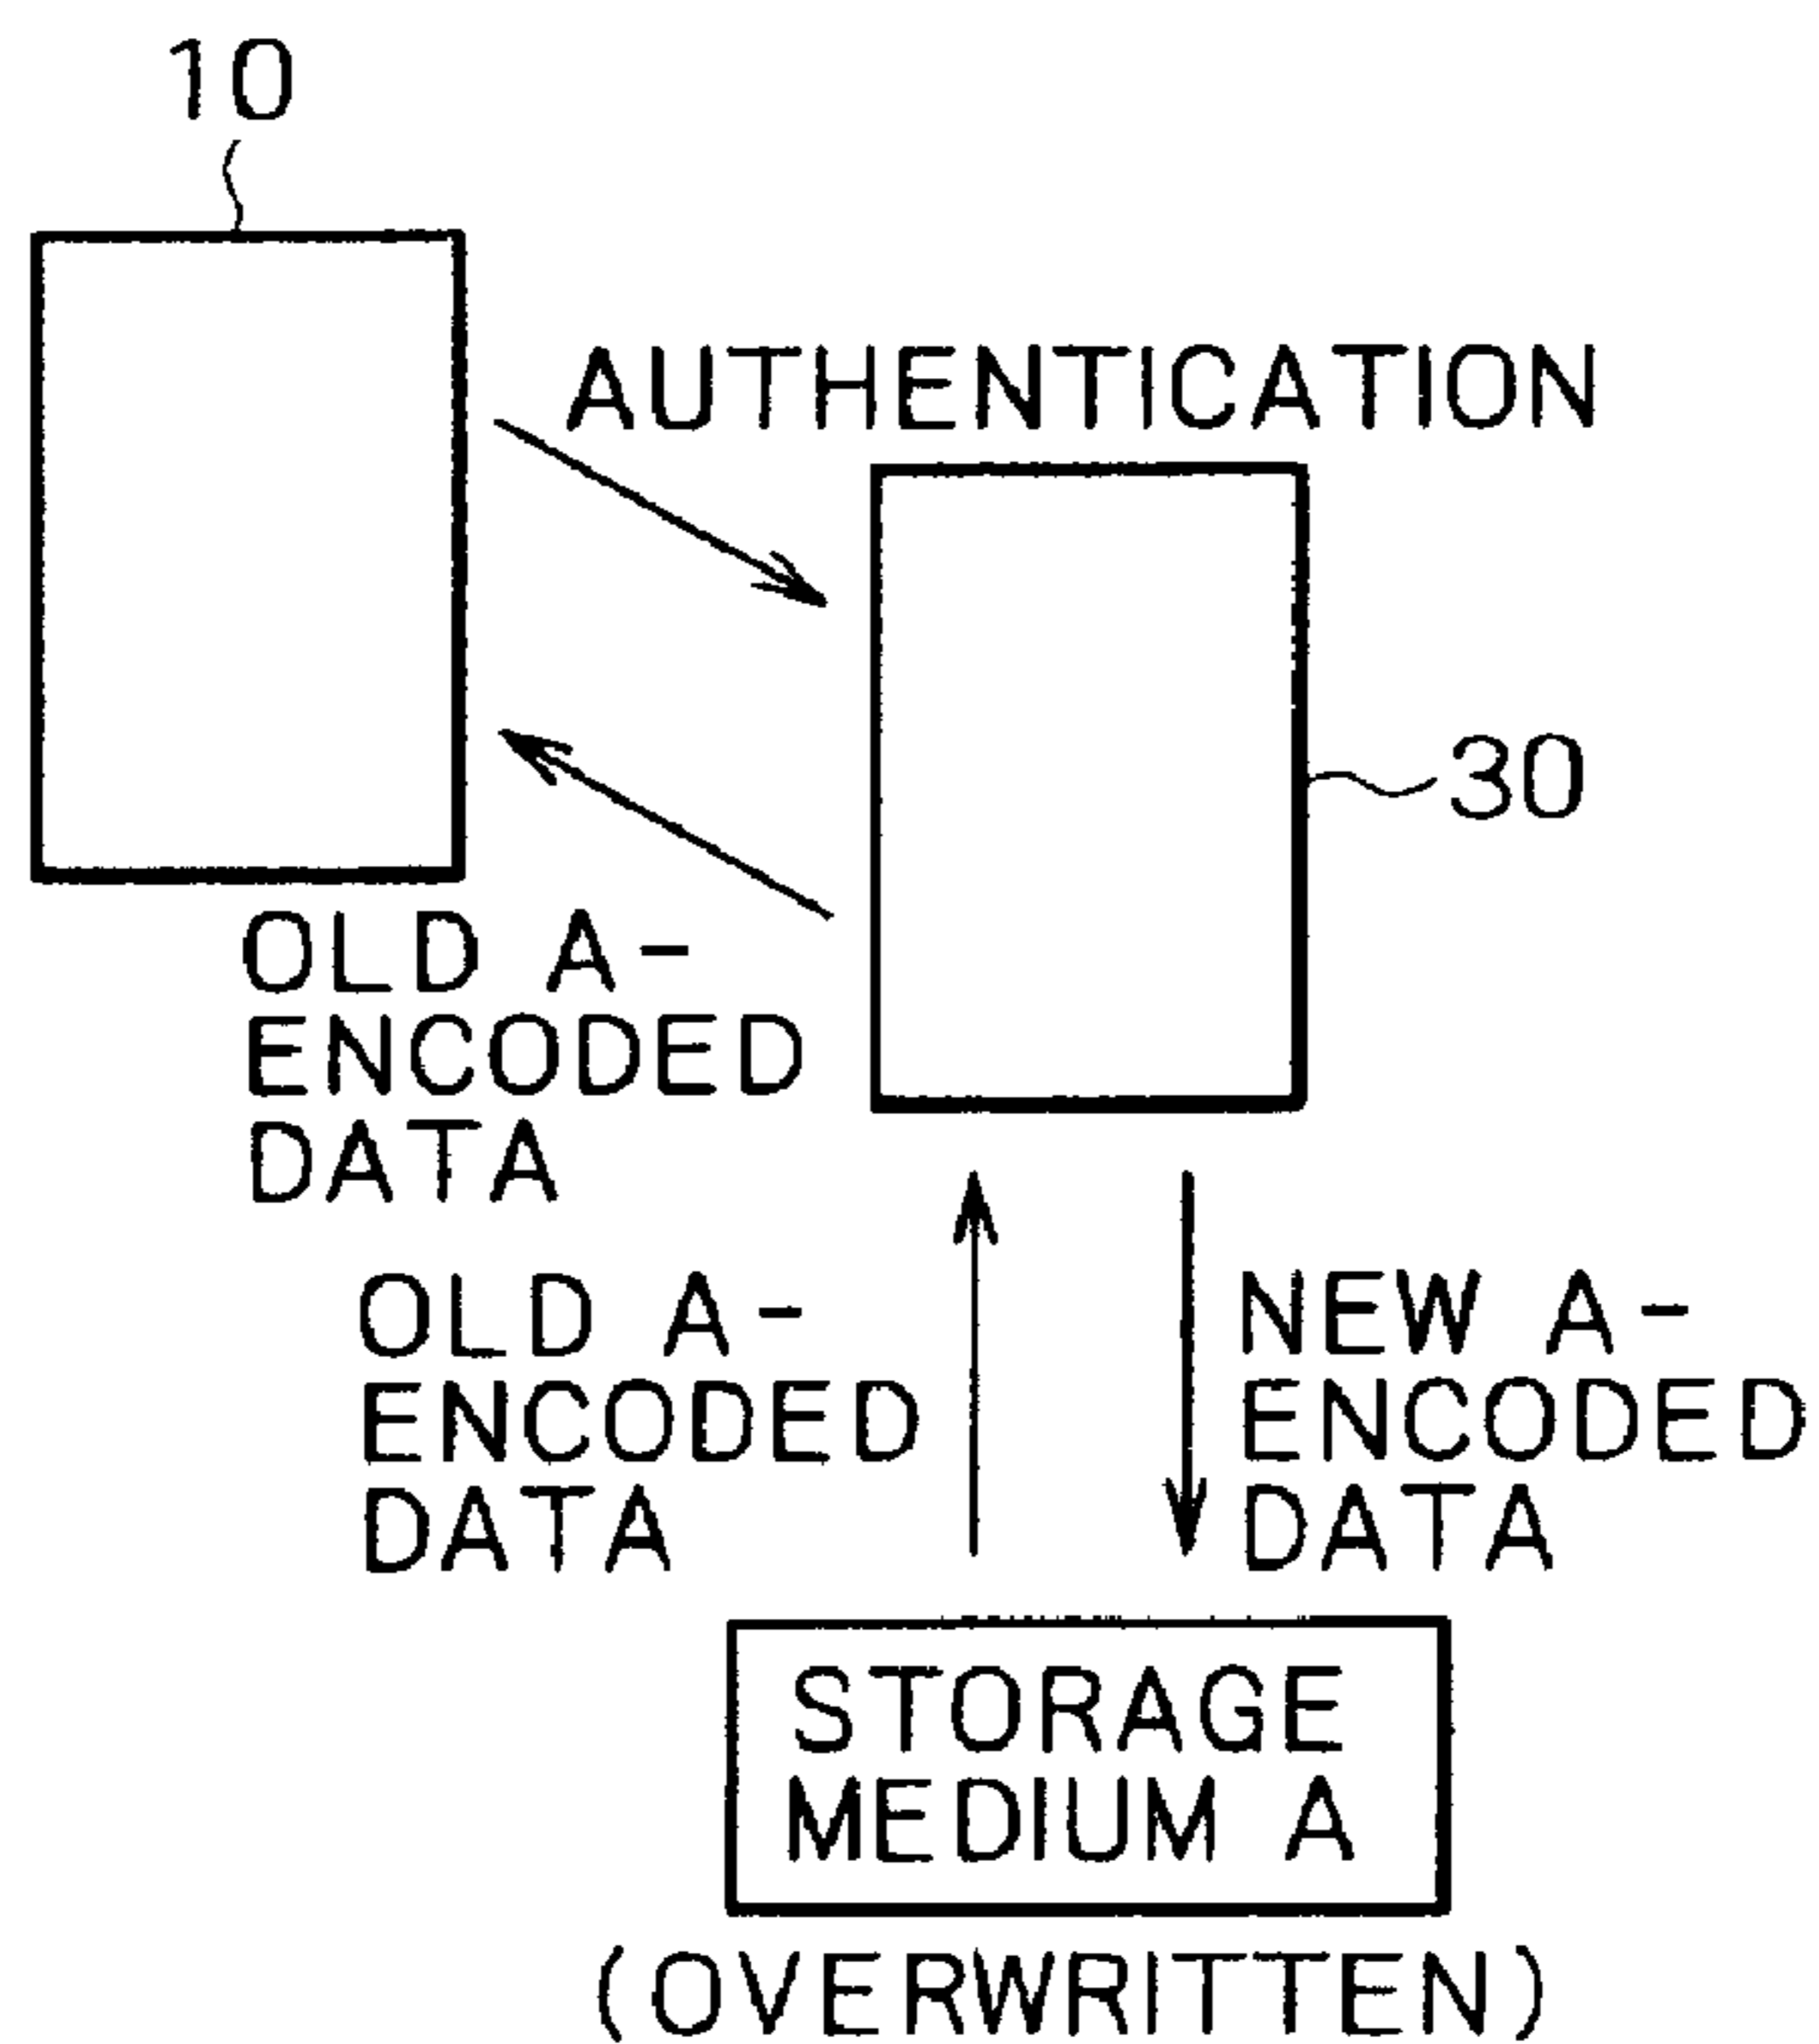 10
AUTHENTICATION
30
OLD A-
ENCODED
DATA
OLD A-
ENCODED
DATA
NEW A-
ENCODED
DATA
STORAGE
MEDIUM A
(OVERWRITTEN)